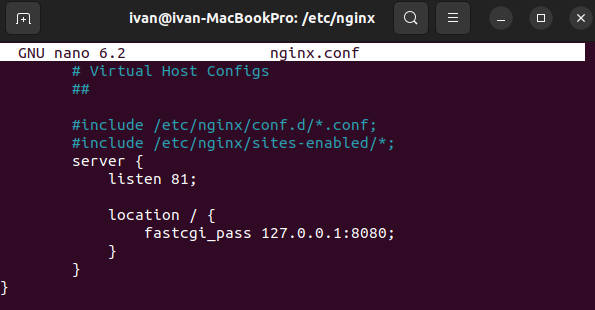 ivan@ivan-MacBookPro: /etc/nginx
GNU nano 6.2 nginx.conf
# Virtual Host Configs
##
#include /etc/nginx/conf.d/*.conf;
#include /etc/nginx/sites-enabled/*;
server {
listen 81;
location / {
fastcgi_pass 127.0.0.1:8080;
}
}
}